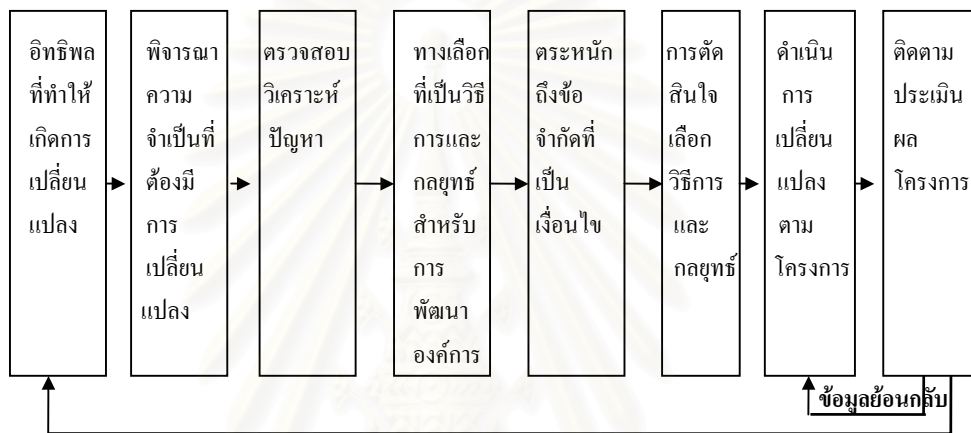 อิทธิพล
ที่ทำให้
เกิดการ
เปลี่ยน
แปลง
พิจารณา
ความ
จำเป็นที่
ต้องมี
การ
เปลี่ยน
แปลง
ตรวจสอบ
วิเคราะห์
ปัญหา
ทางเลือก
ที่เป็นวิธี
การและ
กลยุทธ์
สำหรับ
การ
พัฒนา
องค์การ
ตระหนัก
ถึงข้อ
จำกัดที่
เป็น
เงื่อนไข
การตัด
สินใจ
เลือก
วิธีการ
และ
กลยุทธ์
ดำเนิน
การ
เปลี่ยน
แปลง
ตาม
โครงการ
ติดตาม
ประเมิน
ผล
โครงการ
ข้อมูลย้อนกลับ